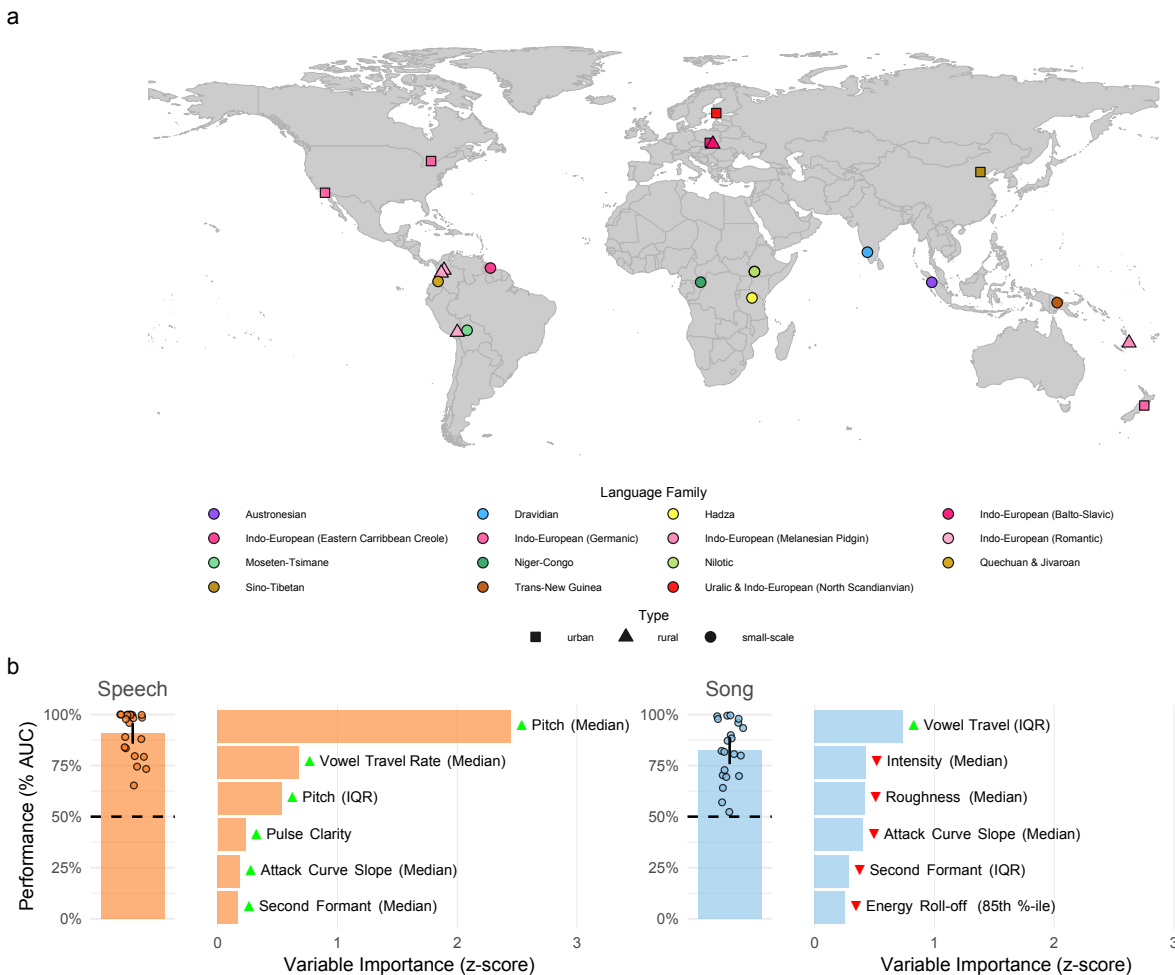 a
Language Family
Austronesian Dravidian Hadza Indo-European (Balto-Slavic)
Indo-European (Eastern Carribbean Creole) Indo-European (Germanic) Indo-European (Melanesian Pidgin) Indo-European (Romantic)
Moseten-Tsimane Niger-Congo Nilotic Quechuan & Jivaroan
Sino-Tibetan Trans-New Guinea Uralic & Indo-European (North Scandianvian)
Type
urban rural small-scale
b
Speech
Performance (% AUC)
100%
75%
50%
25%
0%
Pitch (Median)
Vowel Travel Rate (Median)
Pitch (IQR)
Pulse Clarity
Attack Curve Slope (Median)
Second Formant (Median)
0 1 2 3
Variable Importance (z-score)
Song
100%
75%
50%
25%
0%
Vowel Travel (IQR)
Intensity (Median)
Roughness (Median)
Attack Curve Slope (Median)
Second Formant (IQR)
Energy Roll-off (85th %-ile)
0 1 2 3
Variable Importance (z-score)